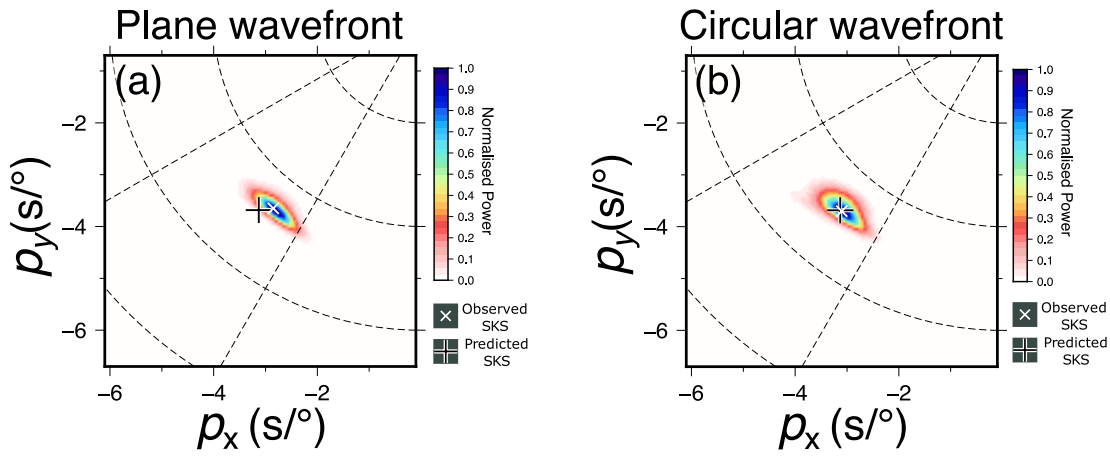 Plane wavefront
(a)
1.0
0.9
0.8
0.7
0.6
0.5
0.4
0.3
0.2
0.1
0.0
Normalised Power
−2
−4
−6
py(s/°)
−6 −4 −2
px (s/°)
Observed
SKS
Predicted
SKS
Circular wavefront
(b)
1.0
0.9
0.8
0.7
0.6
0.5
0.4
0.3
0.2
0.1
0.0
Normalised Power
−2
−4
−6
py(s/°)
−6 −4 −2
px (s/°)
Observed
SKS
Predicted
SKS